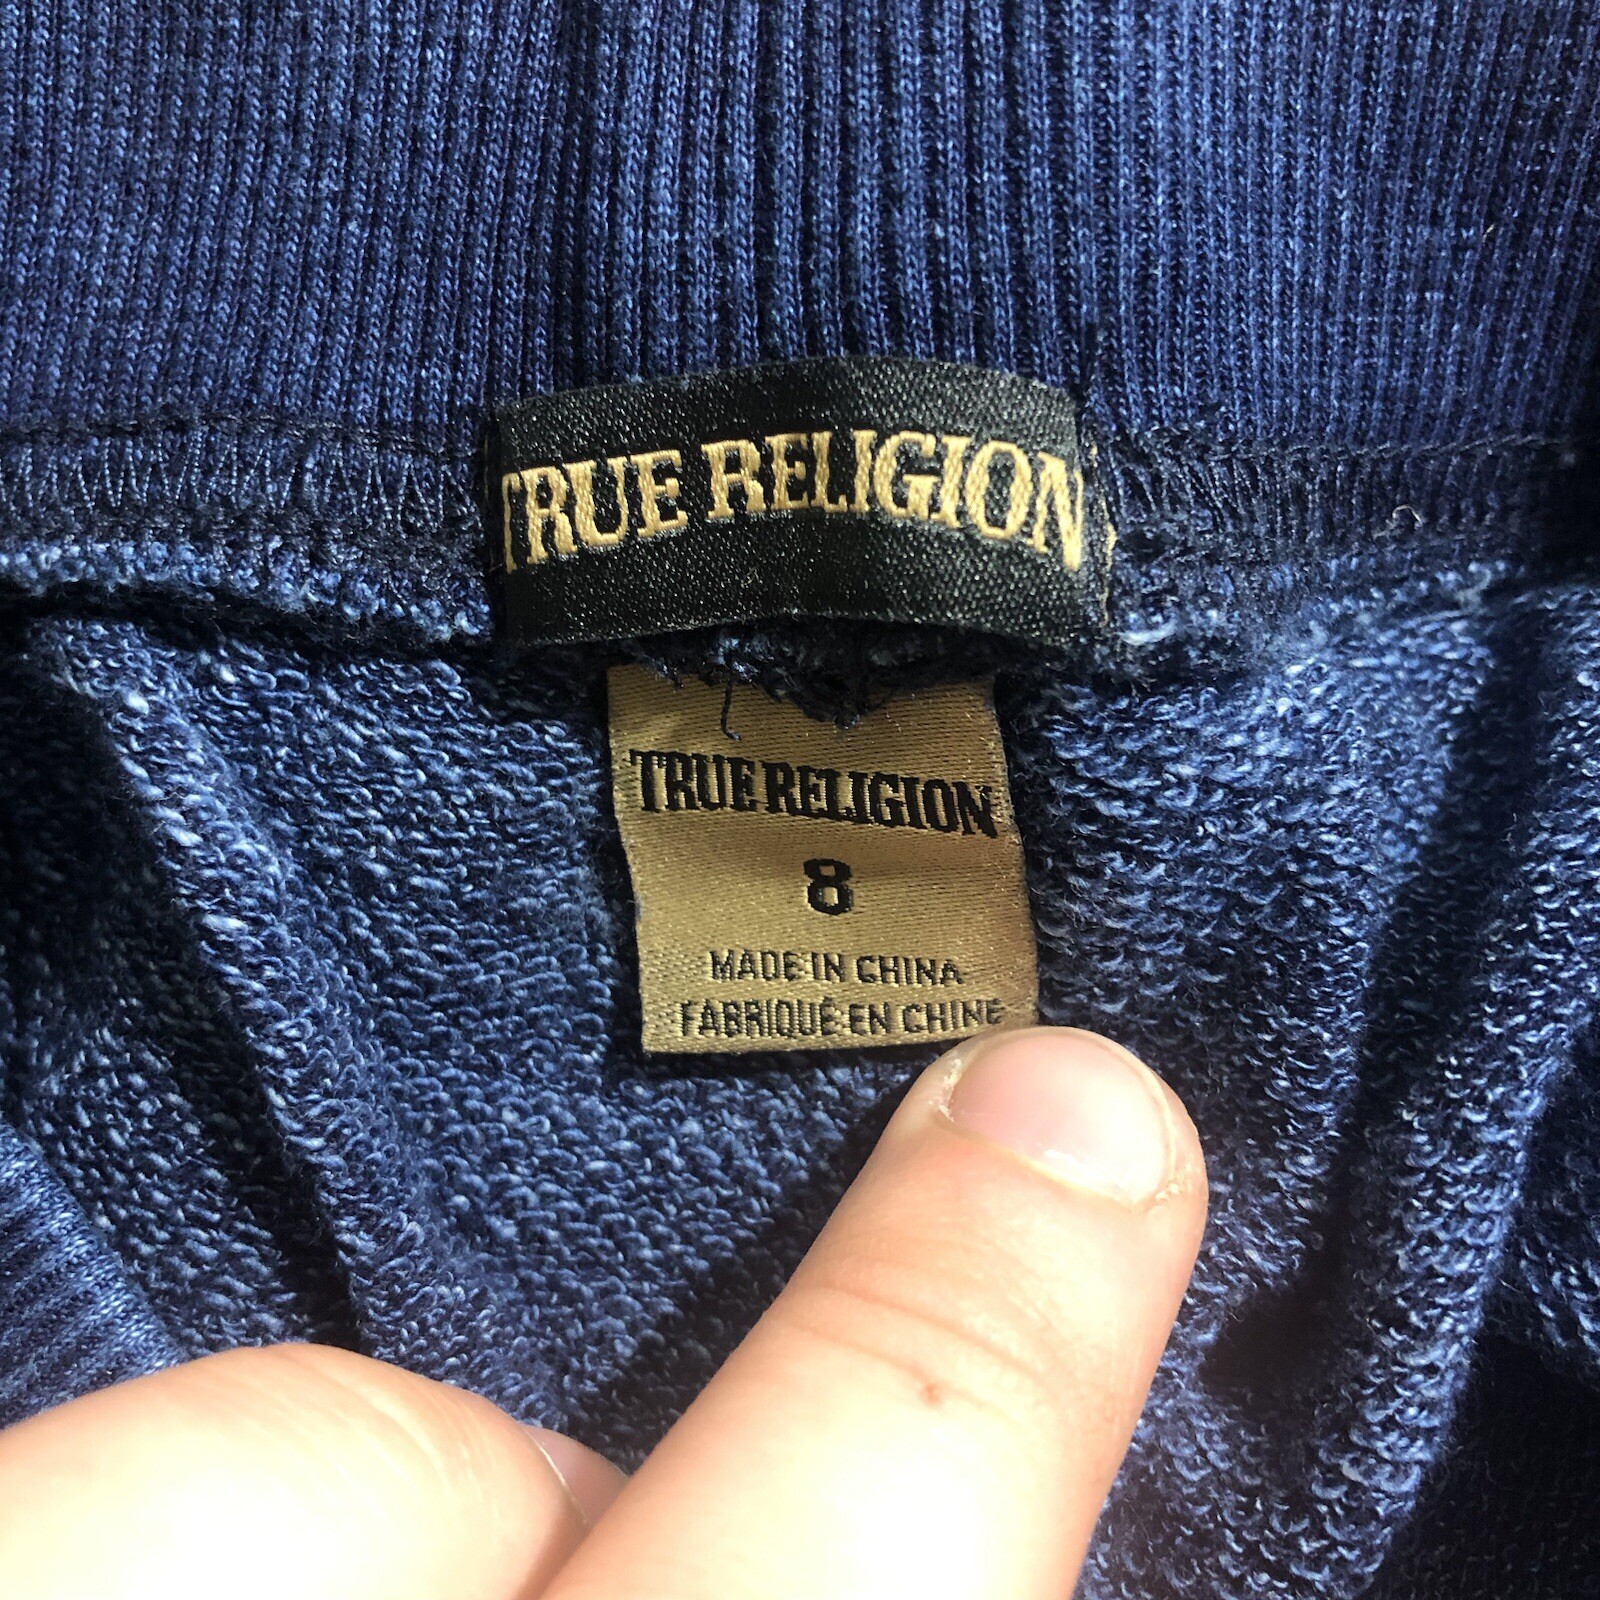 TRUE RELIGION
TRUE RELIGION
8
MADE IN CHINA
FABRIQUÉ EN CHINE